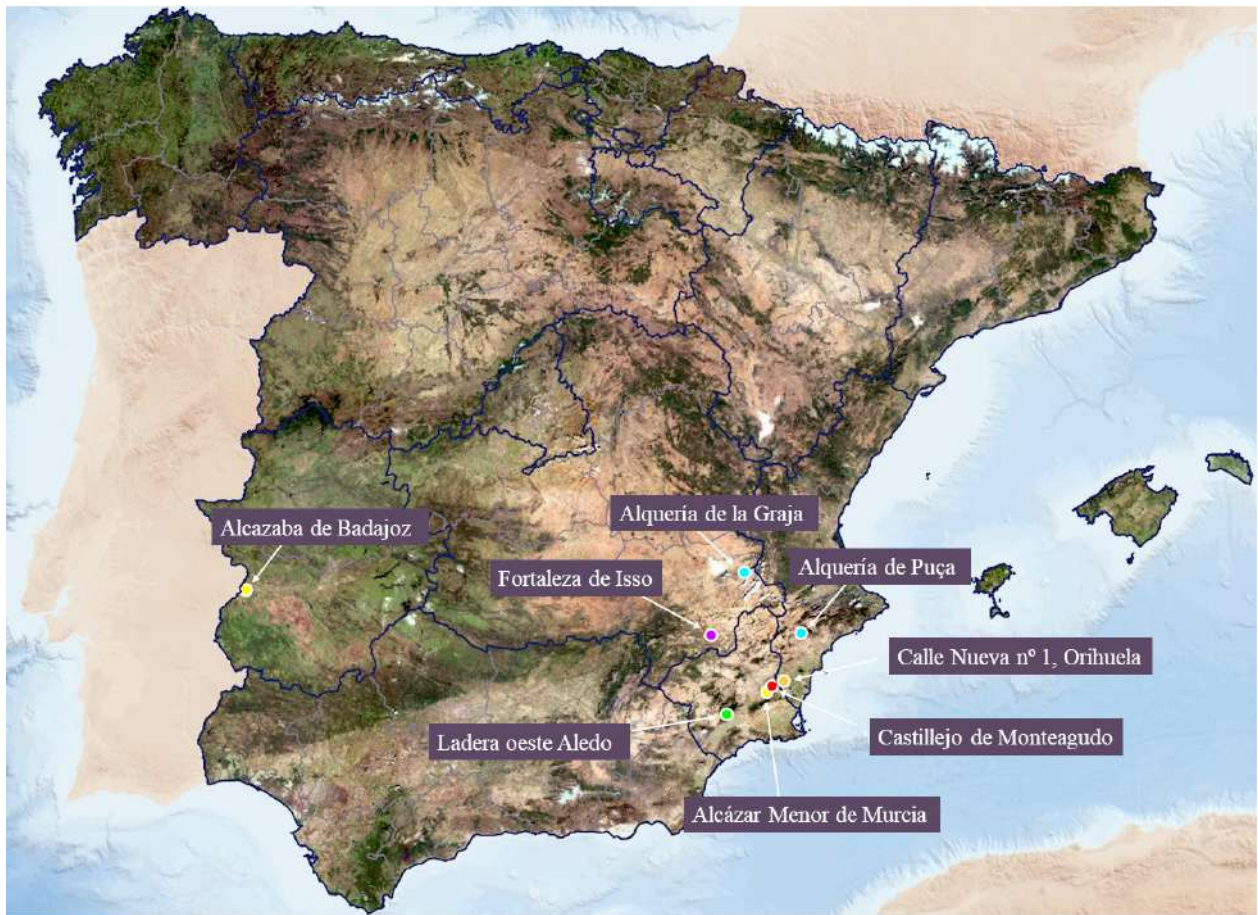 Alquería de la Graja
Alcazaba de Badajoz
Alquería de Puça
Fortaleza de Isso
Calle Nueva nº 1, Orihuela
Ladera oeste Aledo
Castillejo de Monteagudo
Alcázar Menor de Murcia